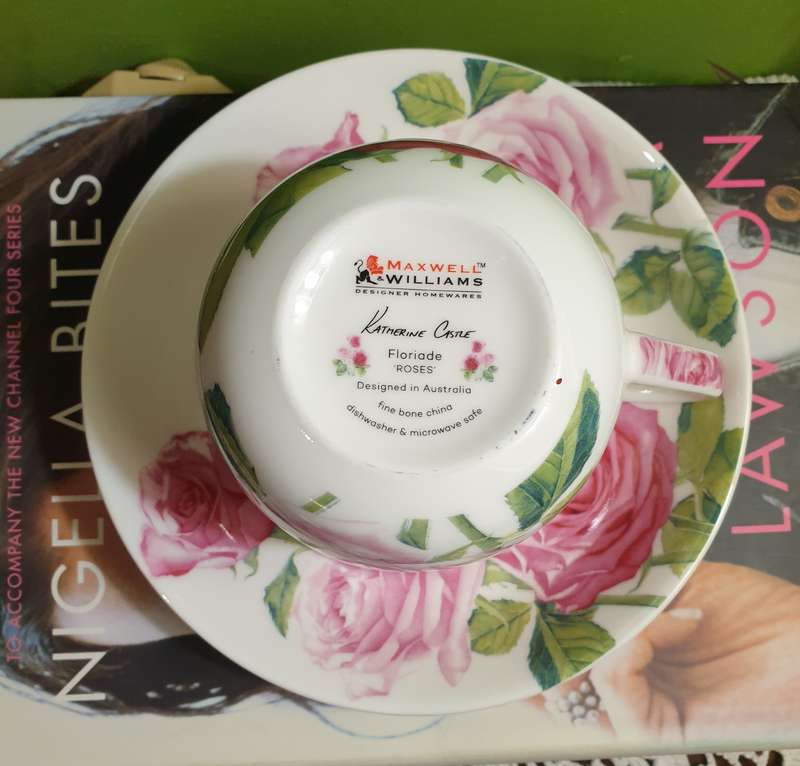 MAXWELL™
& WILLIAMS
DESIGNER HOMEWARES
KATHERINE CASTLE
Floriade
'ROSES'
Designed in Australia
fine bone china
dishwasher & microwave safe
TO ACCOMPANY THE NEW CHANNEL FOUR SERIES
NIGELLA BITES
LAWSON